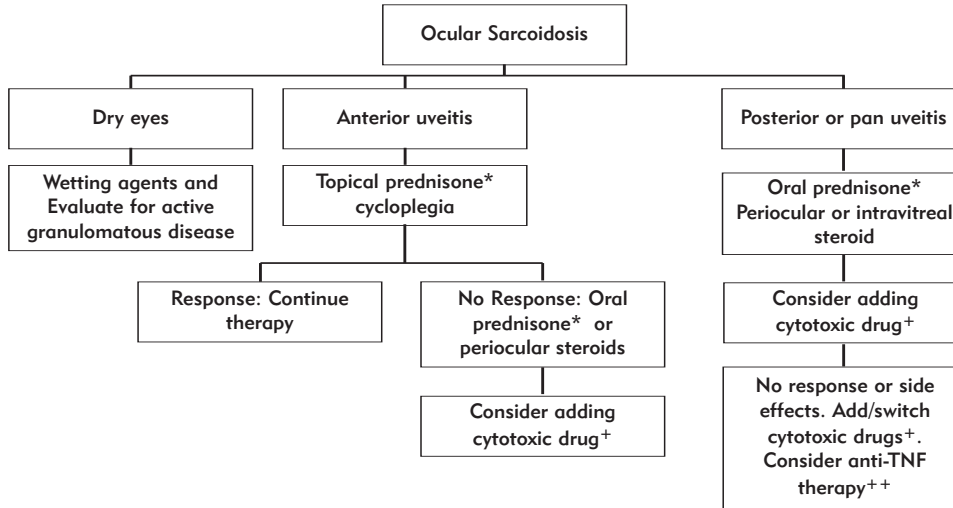 Ocular Sarcoidosis
Dry eyes
Anterior uveitis
Posterior or pan uveitis
Wetting agents and
Evaluate for active
granulomatous disease
Topical prednisone*
cycloplegia
Oral prednisone*
Periocular or intravitreal
steroid
Response: Continue
therapy
No Response: Oral
prednisone* or
periocular steroids
Consider adding
cytotoxic drug+
Consider adding
cytotoxic drug+
No response or side
effects. Add/switch
cytotoxic drugs+.
Consider anti-TNF
therapy++